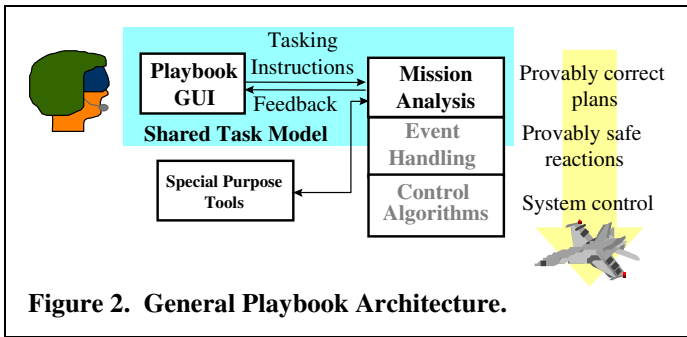 Tasking
Instructions
Playbook
GUI
Feedback
Mission
Analysis
Provably correct
plans
Shared Task Model
Event
Handling
Provably safe
reactions
Special Purpose
Tools
Control
Algorithms
System control
Figure 2.  General Playbook Architecture.